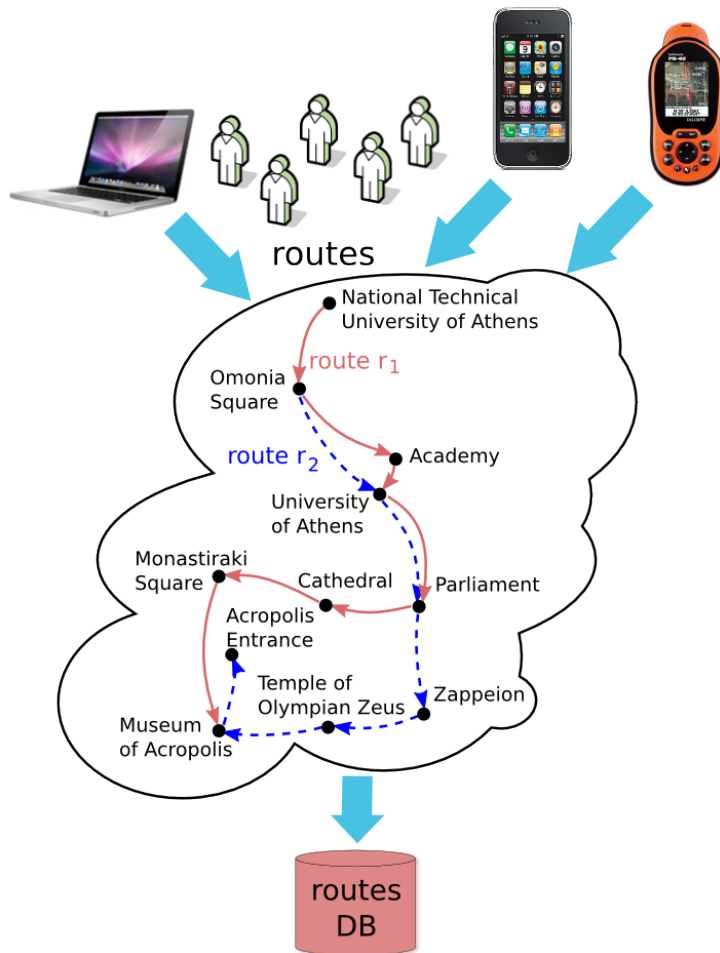 routes
National Technical
University of Athens
route r1
Omonia
Square
Academy
route r2
University
of Athens
Monastiraki
Square
Cathedral
Parliament
Acropolis
Entrance
Temple of
Olympian Zeus
Zappeion
Museum
of Acropolis
routes
DB